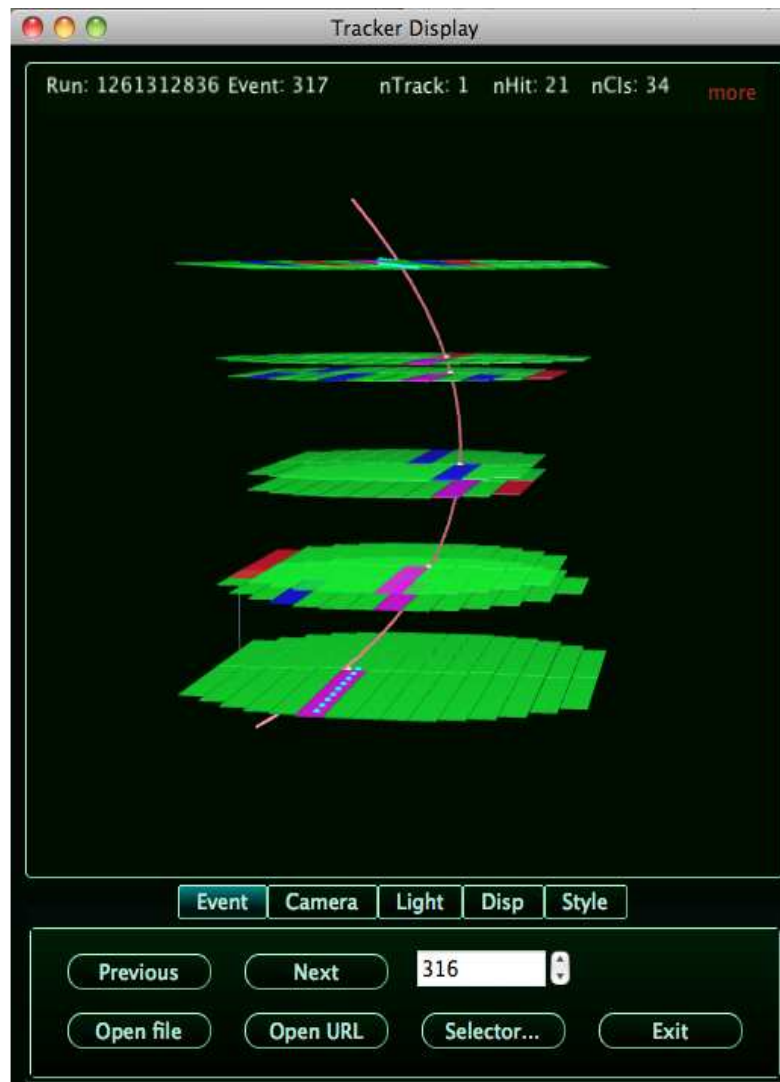 Tracker Display
Run: 1261312836 Event: 317 nTrack: 1 nHit: 21 nCls: 34 more
Event Camera Light Disp Style
Previous Next 316
Open file Open URL Selector... Exit